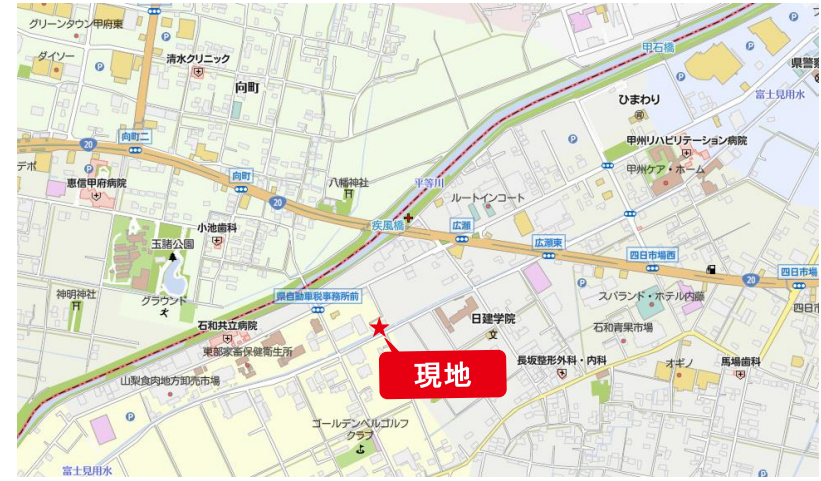 グリーンタウン甲府東
ダイソー
清水クリニック
向町
甲石橋
県警察
富士見用水
ひまわり
向町二
20
甲州リハビリテーション病院
デポ
恵信甲府病院
向町
八幡神社
平等川
甲州ケア・ホーム
ルートインコート
20
小池歯科
疾風橋
広瀬
広瀬東
玉諸公園
四日市場西
20
四日市場
神明神社
グラウンド
県自動車税事務所前
スパランド・ホテル内藤
四日市
石和共立病院
日建学院
石和青果市場
東部家畜保健衛生所
現地
長坂整形外科・内科
オギノ
馬場歯科
山梨食肉地方卸売市場
ゴールデンベルゴルフ
クラブ
富士見用水